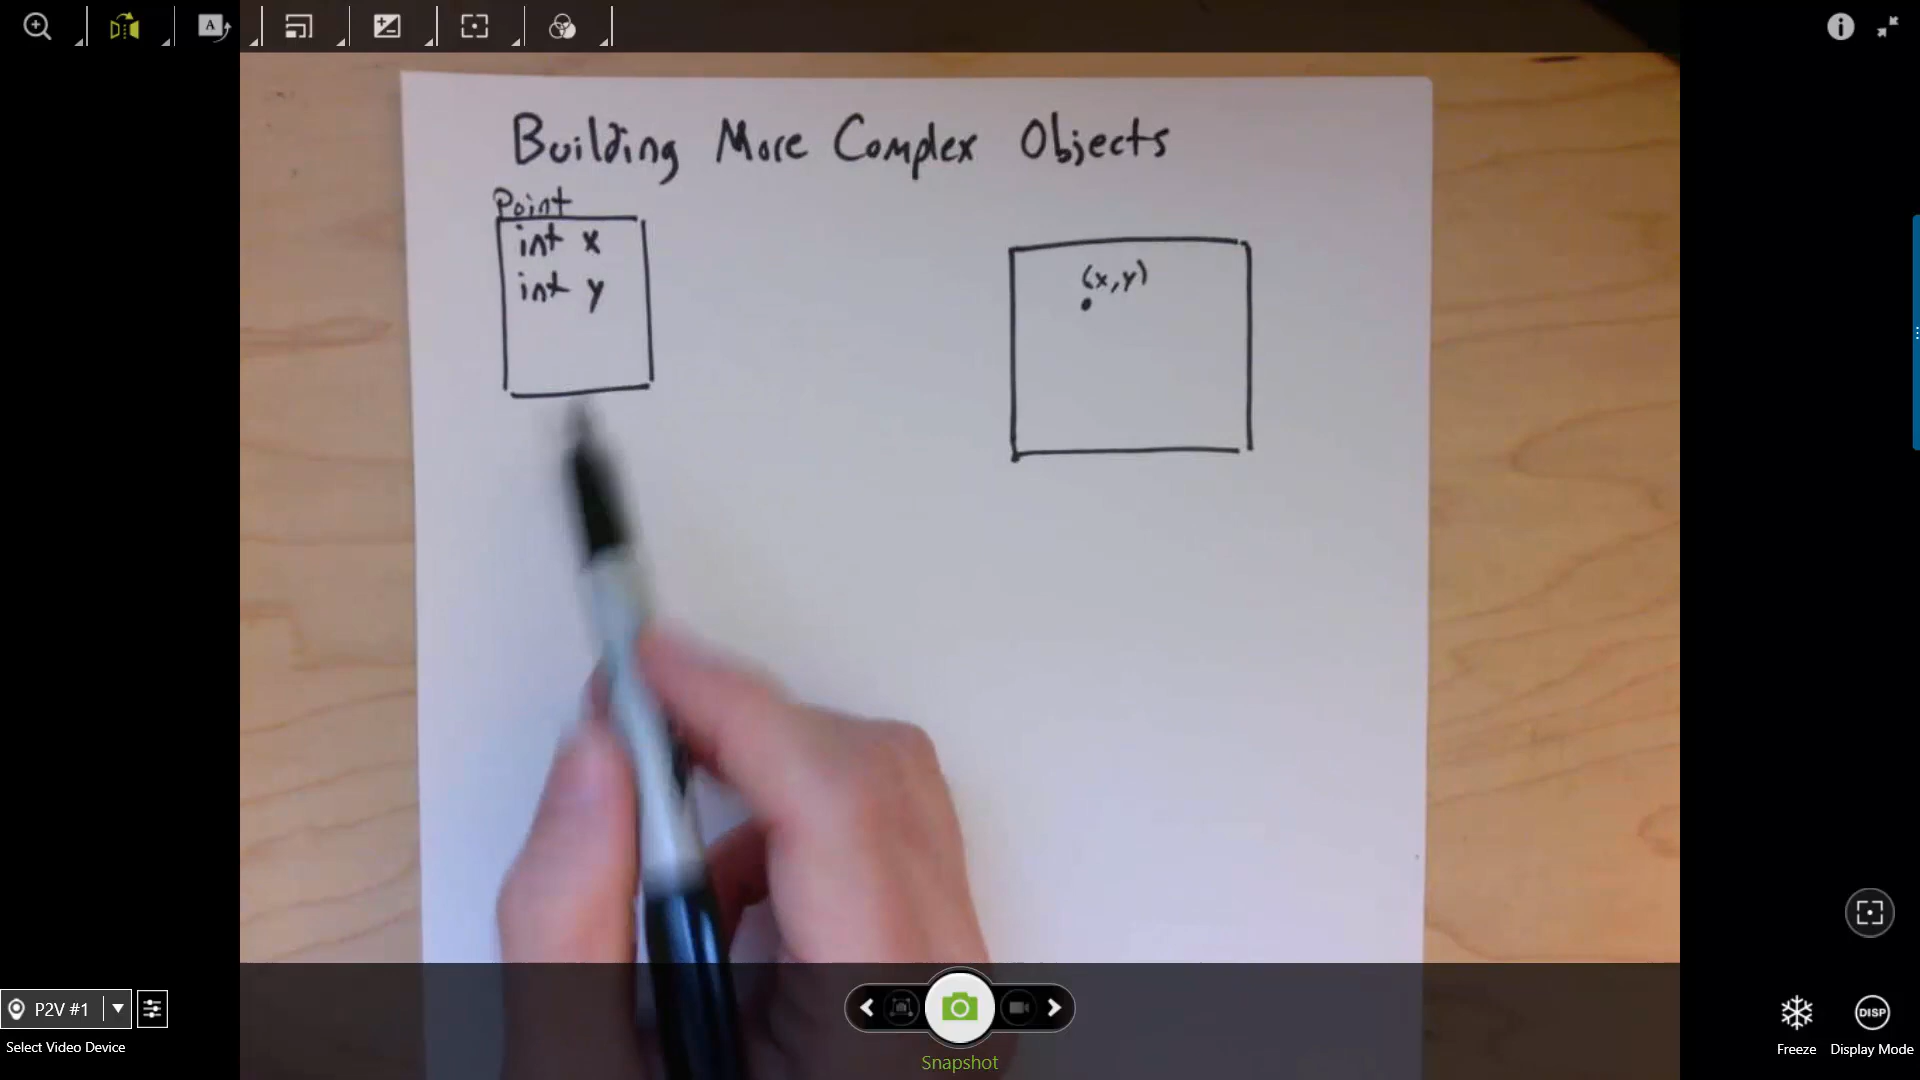 Building More Complex Objects
Point
int x
int y
(x,y)
A
P2V #1
Select Video Device
Snapshot
Freeze
DISP
Display Mode